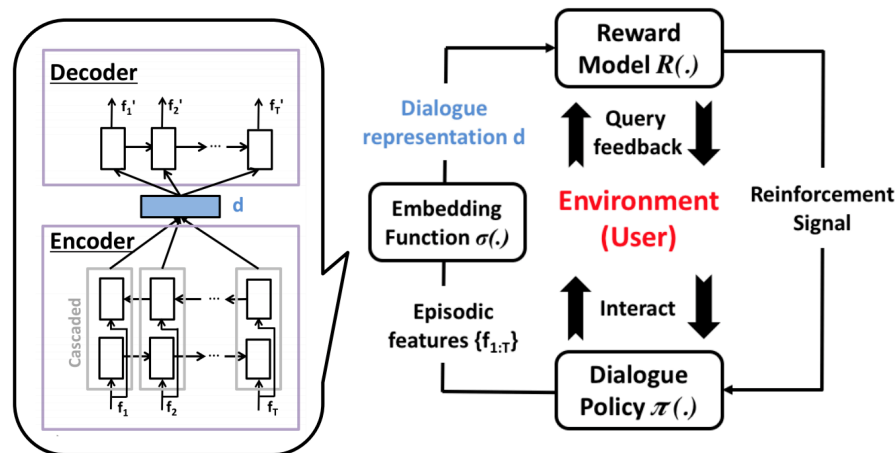 Decoder
f1' f2' fT'
...
d
Encoder
Cascaded
...
...
f1 f2 fT
Reward
Model R(.)
Dialogue
representation d
Query
feedback
Embedding
Function σ(.)
Environment
(User)
Reinforcement
Signal
Episodic
features {f1:T}
Interact
Dialogue
Policy π(.)